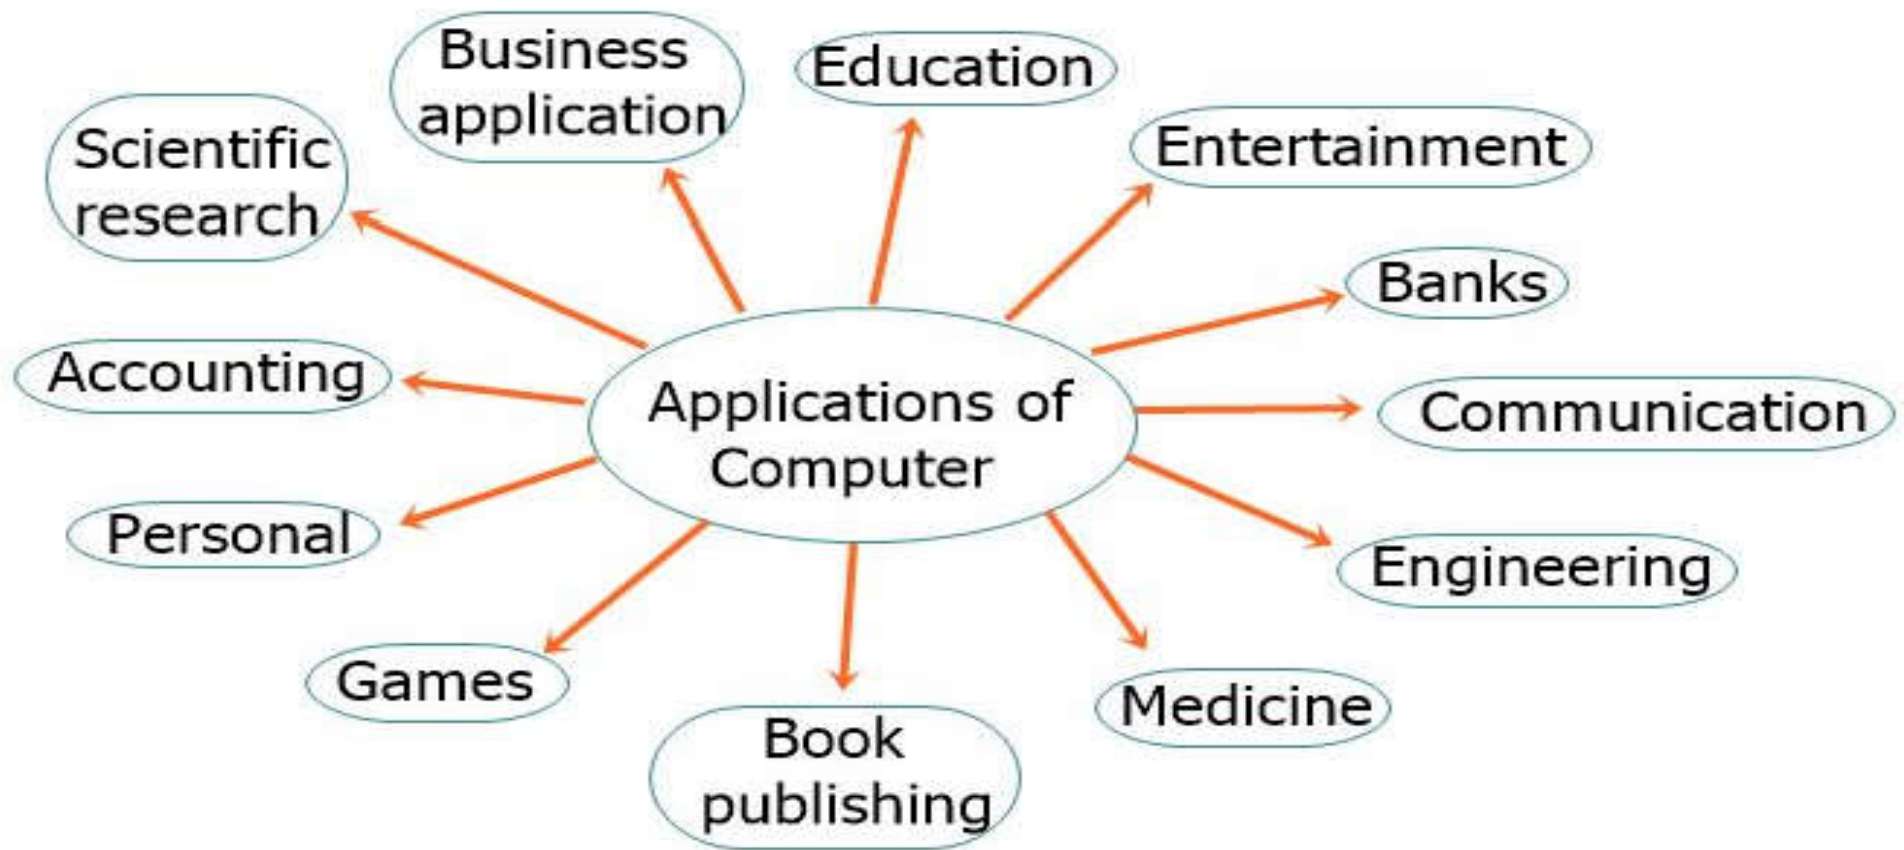 Business
application
Education
Entertainment
Scientific
research
Banks
Accounting
Applications of
Computer
Communication
Personal
Engineering
Games
Medicine
Book
publishing